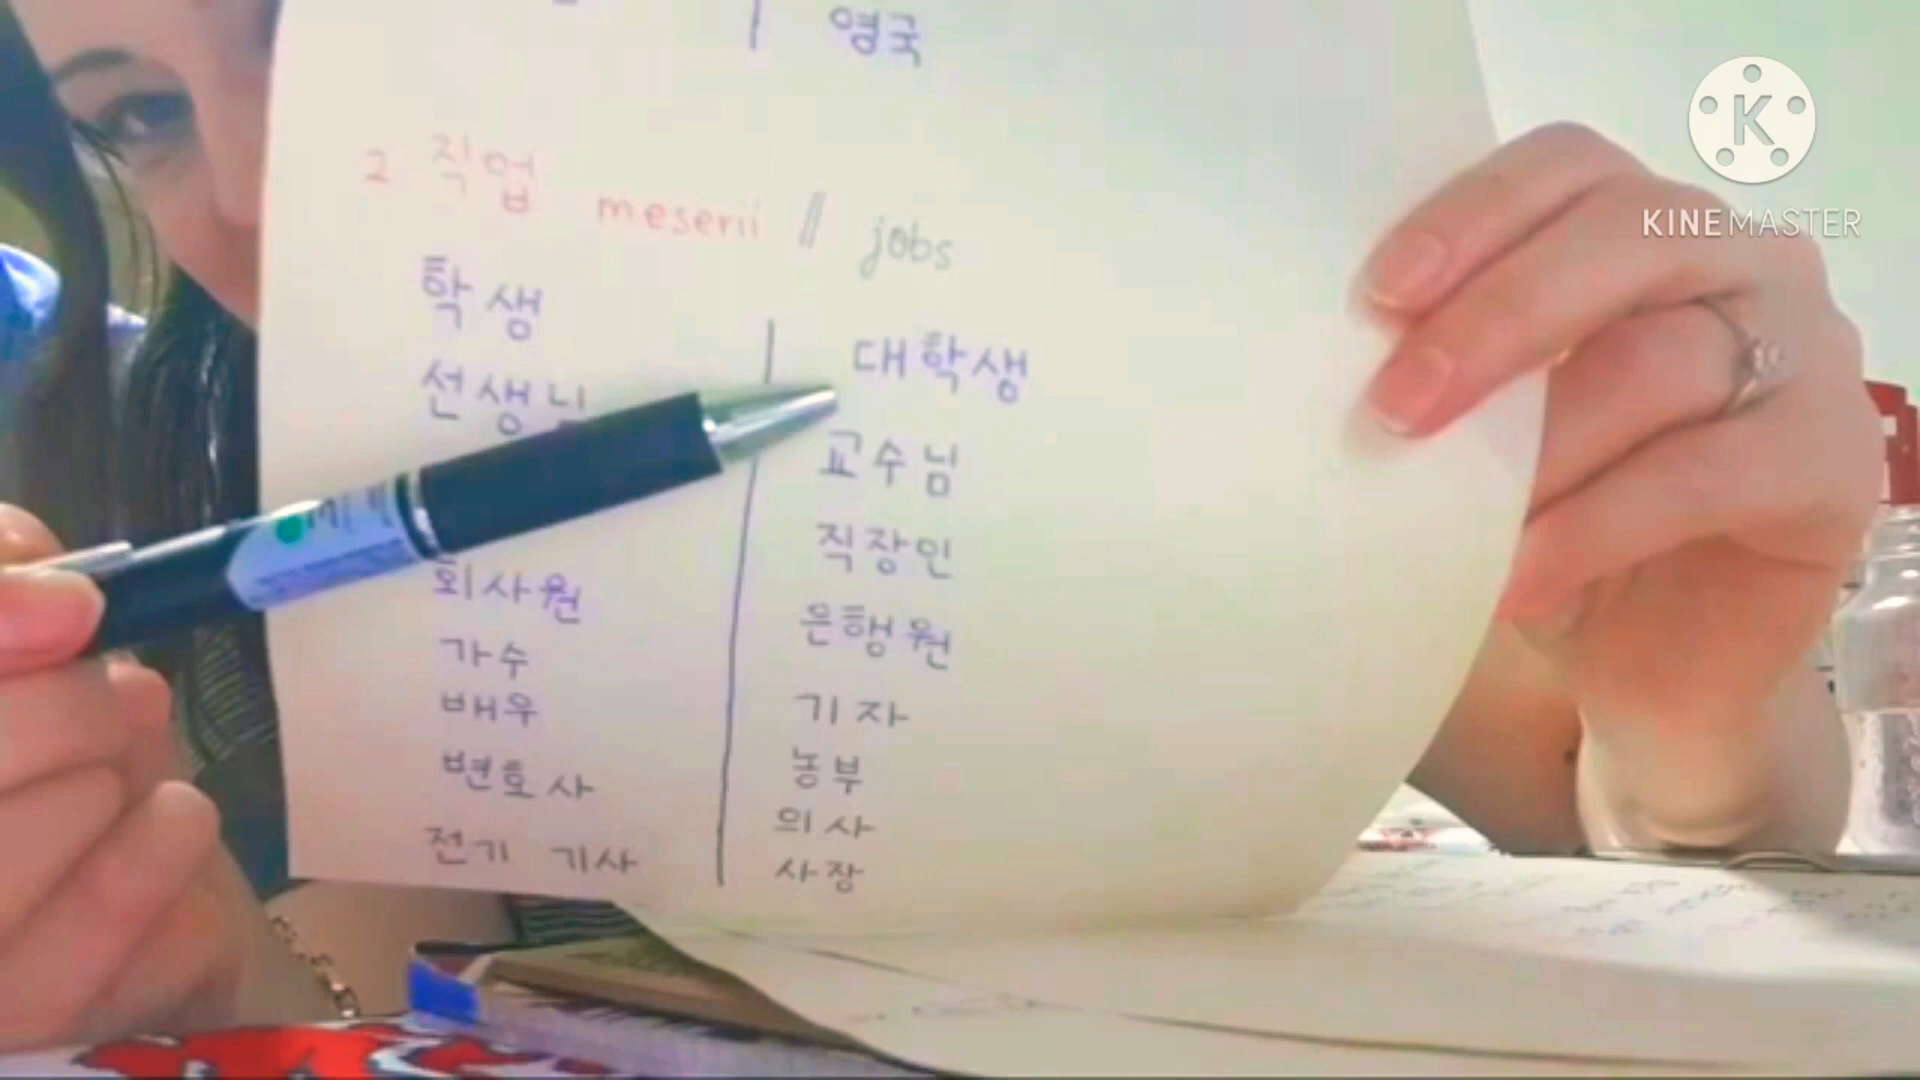 영국
2 직업 meserii // jobs
학생
선생님
회사원
가수
배우
변호사
전기 기사
대학생
교수님
직장인
은행원
기자
농부
의사
사장
KINEMASTER